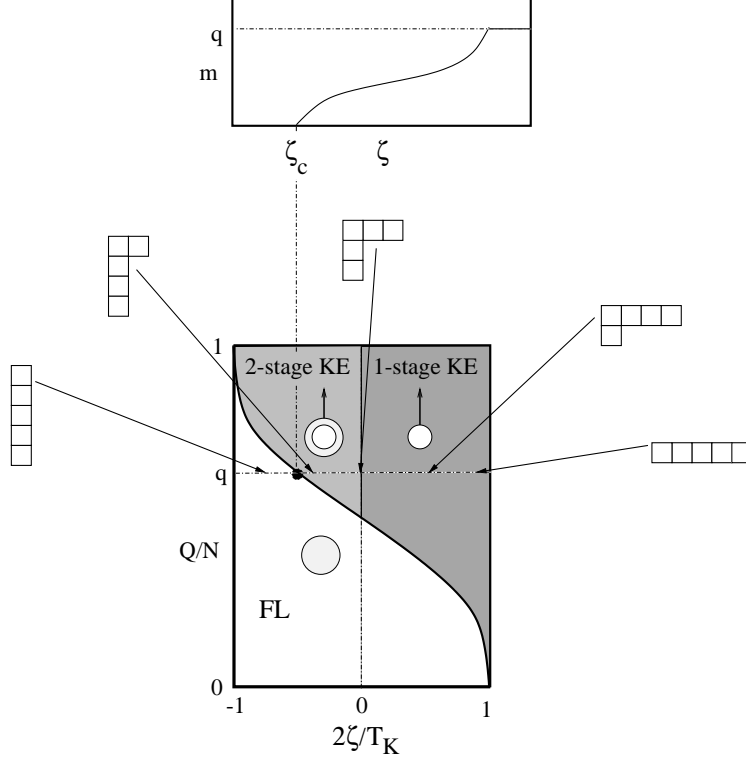 q
m
ζc
ζ
1
2-stage KE
1-stage KE
q
Q/N
FL
0
-1
0
1
2ζ/TK